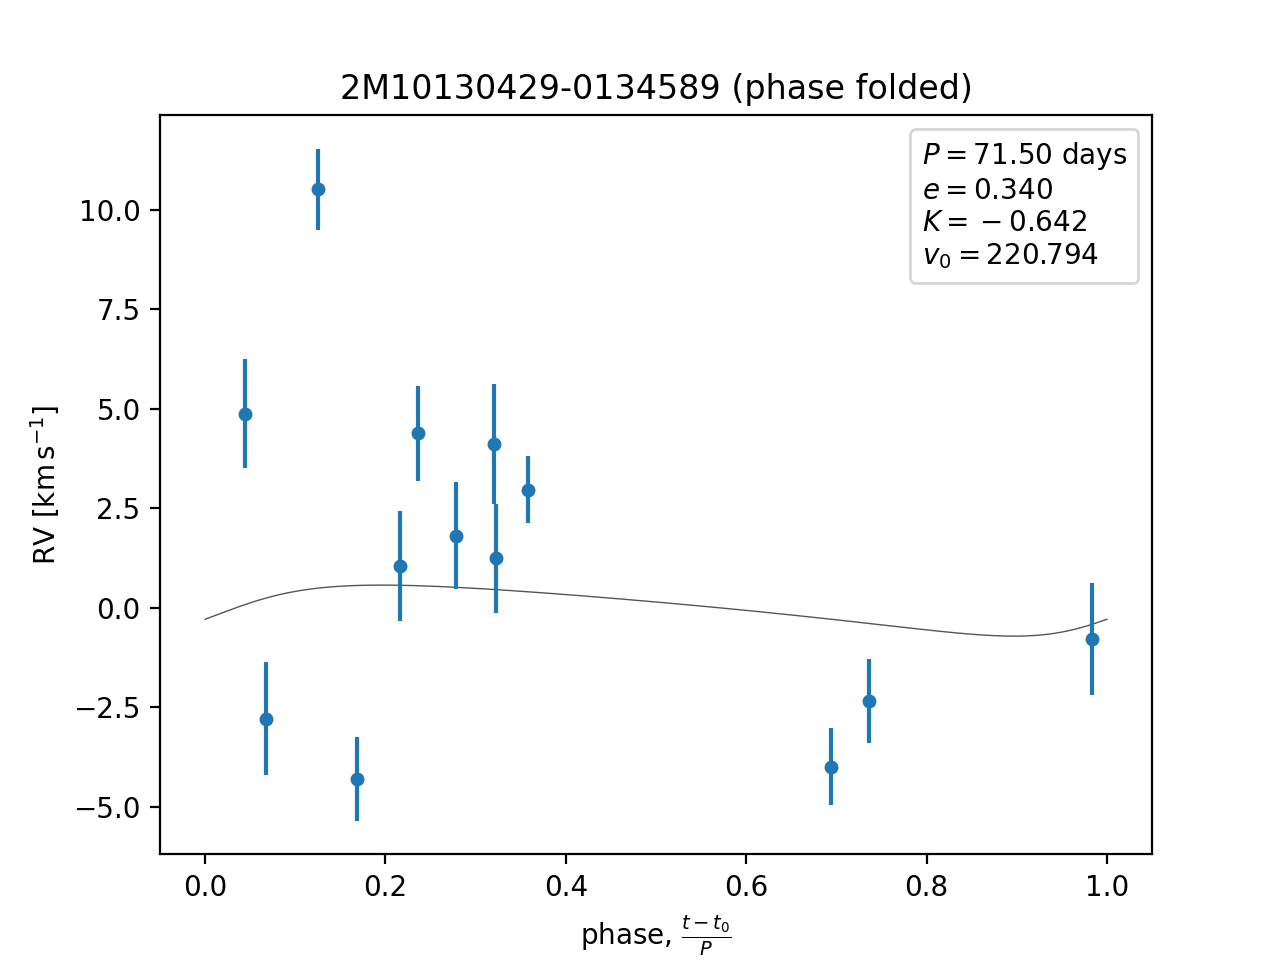 2M10130429-0134589 (phase folded)
P = 71.50 days
e = 0.340
K = −0.642
v₀ = 220.794
10.0
7.5
5.0
2.5
0.0
−2.5
−5.0
RV [km s⁻¹]
0.0 0.2 0.4 0.6 0.8 1.0
phase, (t − t₀)/P